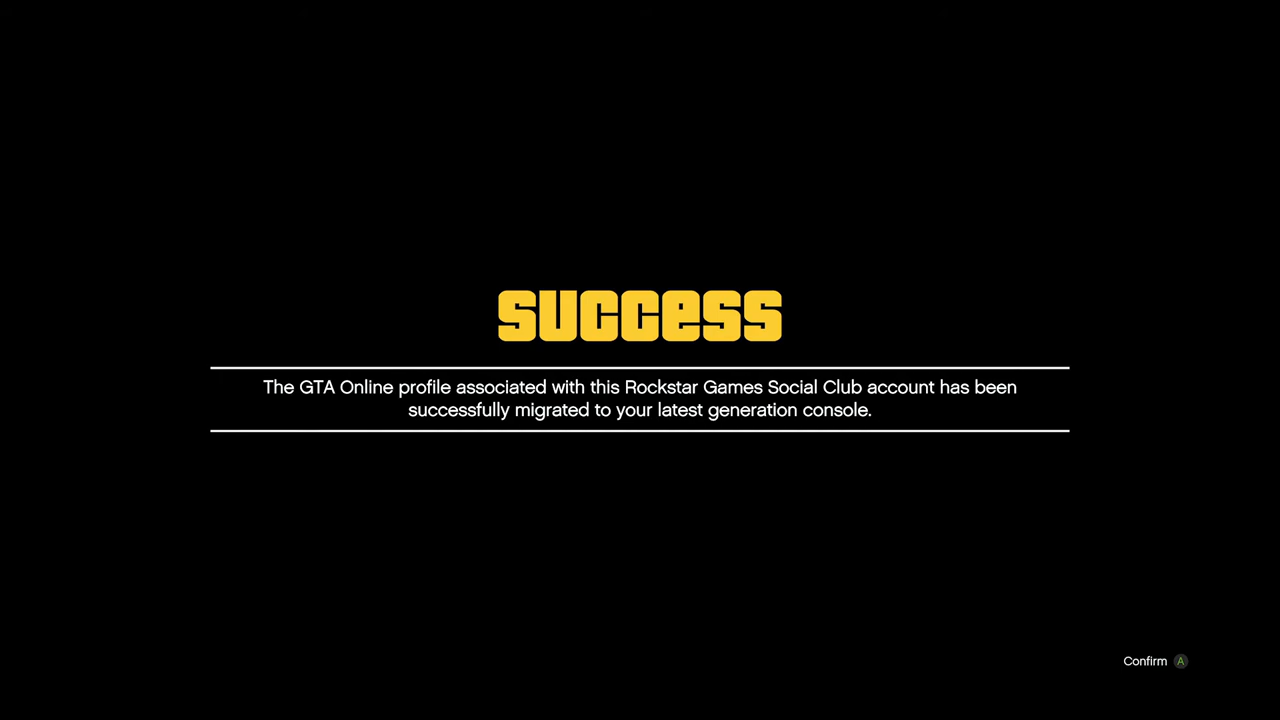 success
The GTA Online profile associated with this Rockstar Games Social Club account has been
successfully migrated to your latest generation console.
Confirm A